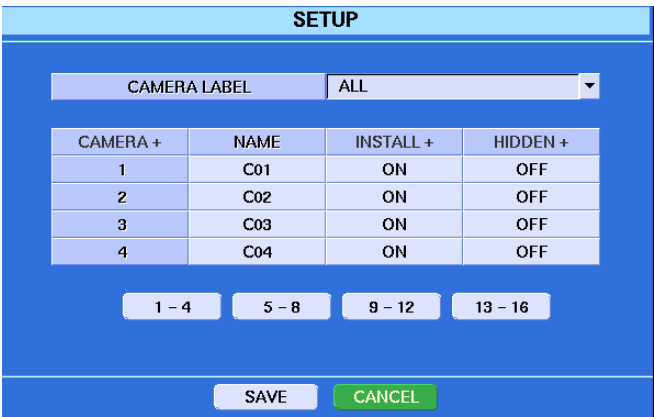 SETUP
CAMERA LABEL ALL
CAMERA + NAME INSTALL + HIDDEN +
1 C01 ON OFF
2 C02 ON OFF
3 C03 ON OFF
4 C04 ON OFF
1 – 4 5 – 8 9 – 12 13 – 16
SAVE CANCEL